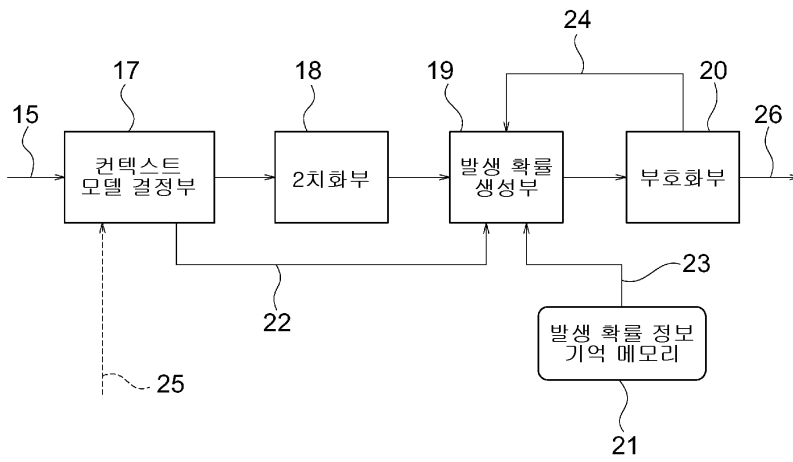 24
17
18
19
20
15
26
컨텍스트
모델 결정부
2치화부
발생 확률
생성부
부호화부
22
23
발생 확률 정보
기억 메모리
25
21